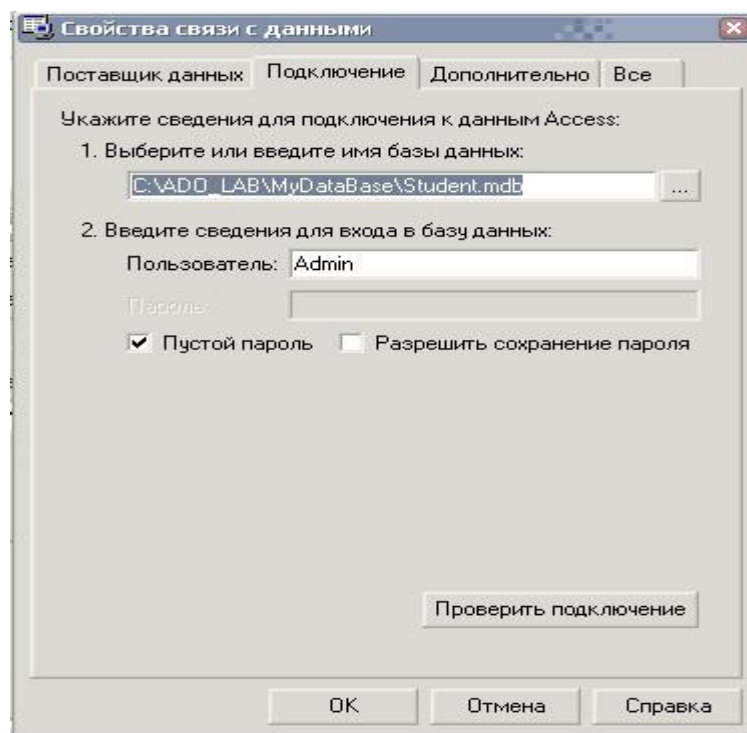 Свойства связи с данными
Поставщик данных Подключение Дополнительно Все
Укажите сведения для подключения к данным Access:
1. Выберите или введите имя базы данных:
C:\ADO_LAB\MyDataBase\Student.mdb ...
2. Введите сведения для входа в базу данных:
Пользователь: Admin
Пароль:
Пустой пароль Разрешить сохранение пароля
Проверить подключение
OK Отмена Справка